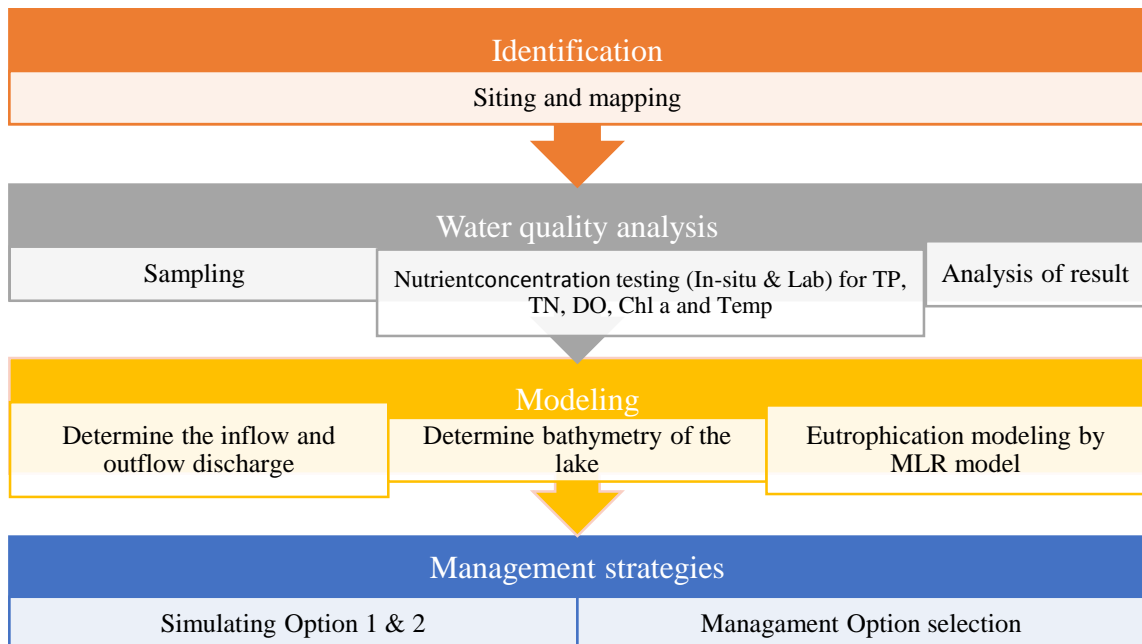 Identification
Siting and mapping
Water quality analysis
Sampling
Nutrientconcentration testing (In-situ & Lab) for TP,
TN, DO, Chl a and Temp
Analysis of result
Modeling
Determine the inflow and
outflow discharge
Determine bathymetry of the
lake
Eutrophication modeling by
MLR model
Management strategies
Simulating Option 1 & 2
Managament Option selection